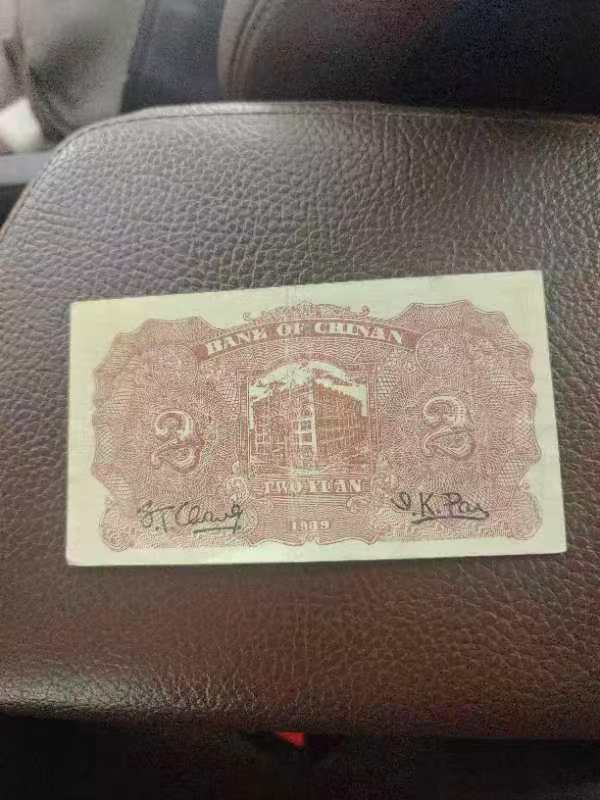 BANK OF CHINAN
2 2
TWO YUAN
1939